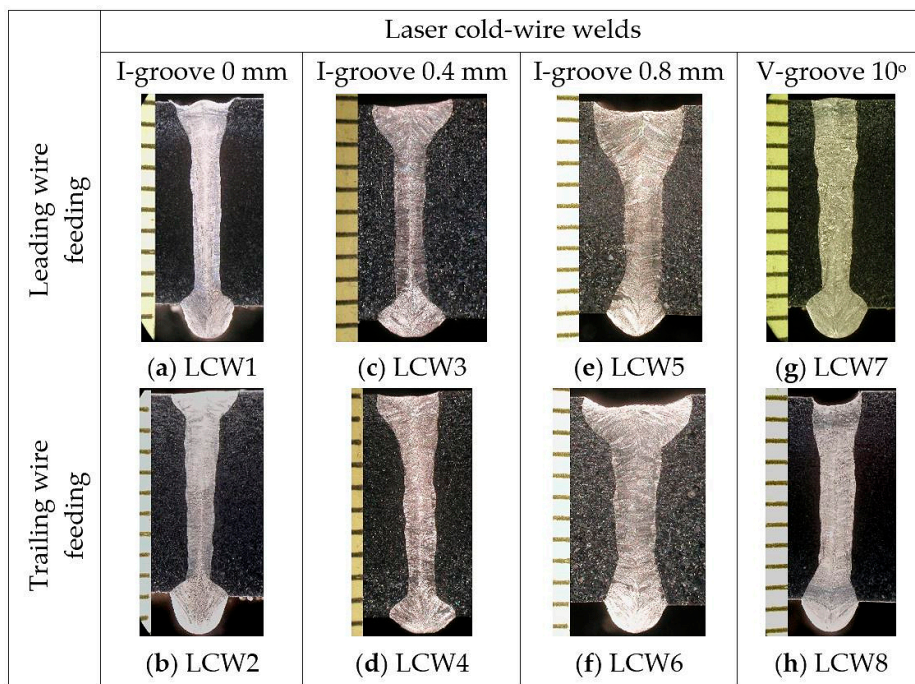 Laser cold-wire welds
I-groove 0 mm
I-groove 0.4 mm
I-groove 0.8 mm
V-groove 10º
Leading wire
feeding
(a) LCW1
(c) LCW3
(e) LCW5
(g) LCW7
Trailing wire
feeding
(b) LCW2
(d) LCW4
(f) LCW6
(h) LCW8